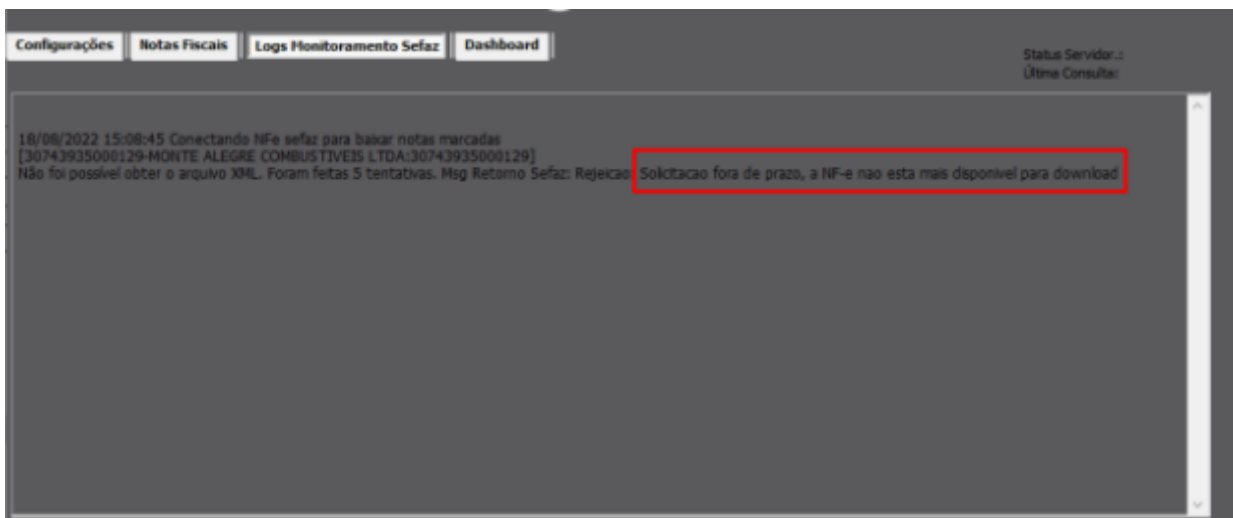 Configurações Notas Fiscais Logs Monitoramento Sefaz Dashboard
Status Servidor.:
Última Consulta:
18/08/2022 15:08:45 Conectando NFe sefaz para baixar notas marcadas
[30743935000129-MONTE ALEGRE COMBUSTIVEIS LTDA:30743935000129]
Não foi possível obter o arquivo XML. Foram feitas 5 tentativas. Msg Retorno Sefaz: Rejeicao: Solicitacao fora de prazo, a NF-e nao esta mais disponivel para download